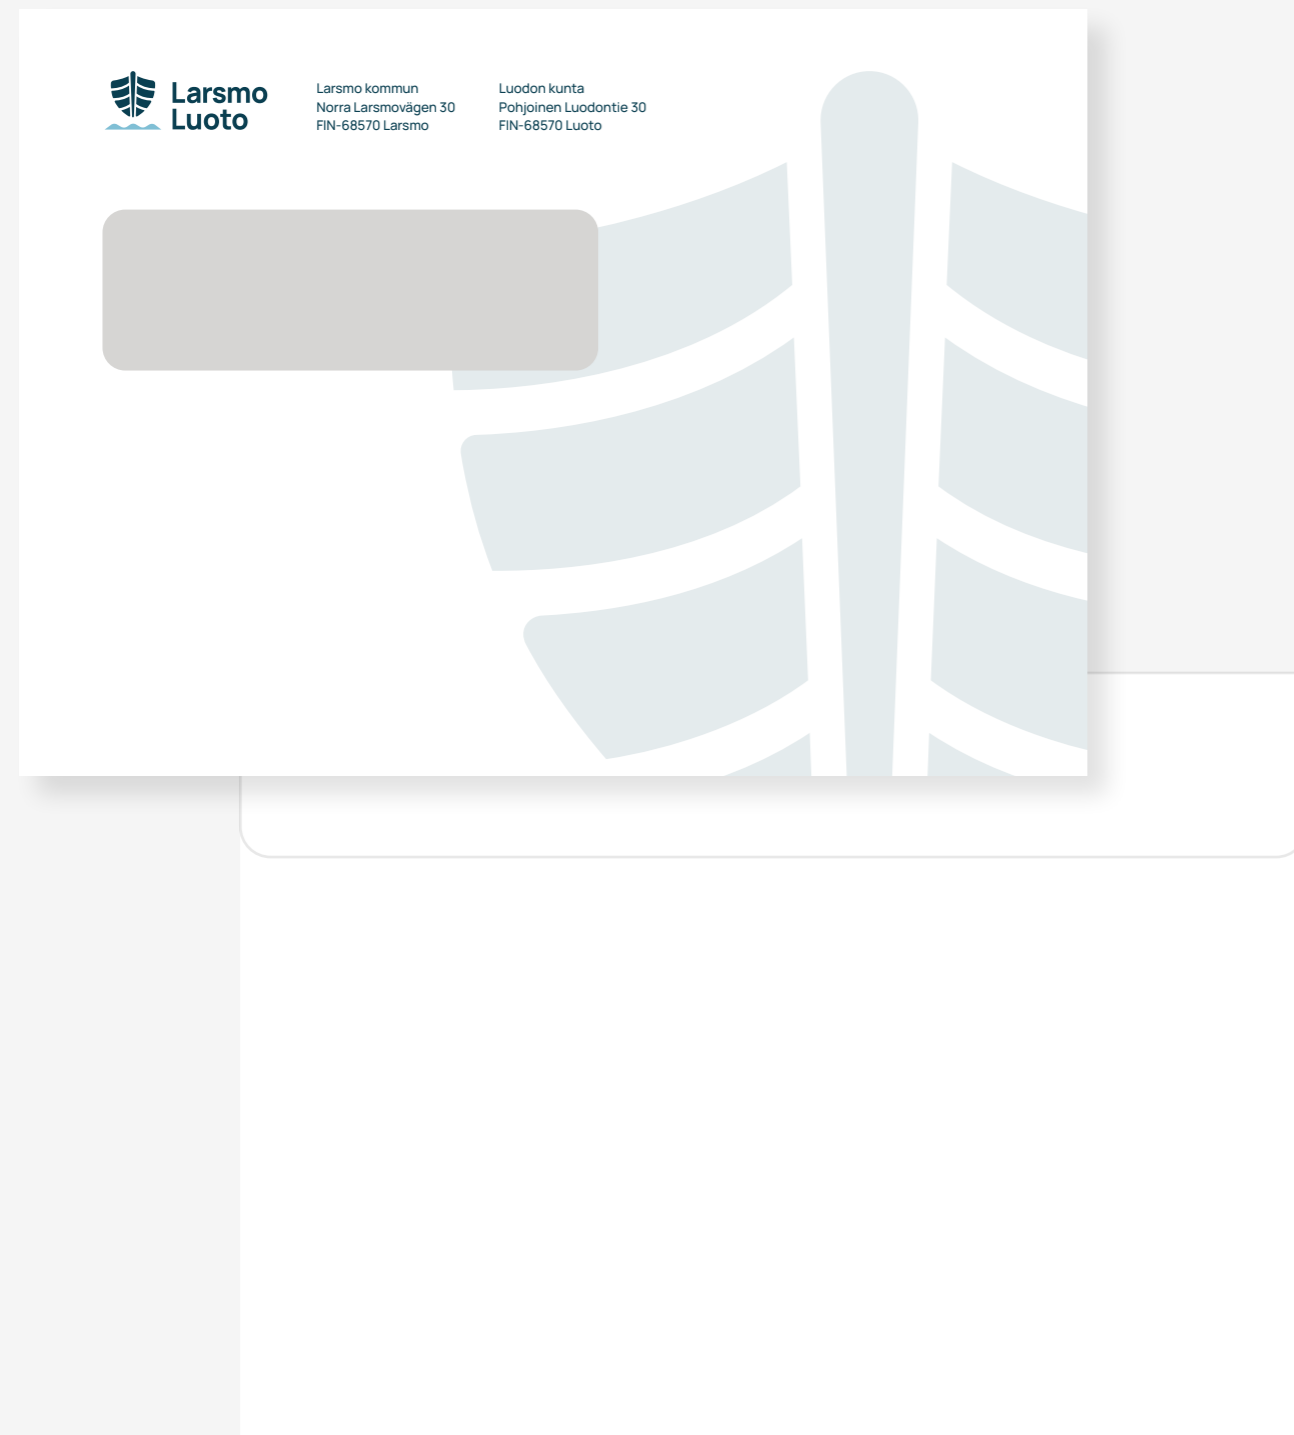 Larsmo
Luoto
Larsmo kommun
Norra Larsmovägen 30
FIN-68570 Larsmo
Luodon kunta
Pohjoinen Luodontie 30
FIN-68570 Luoto